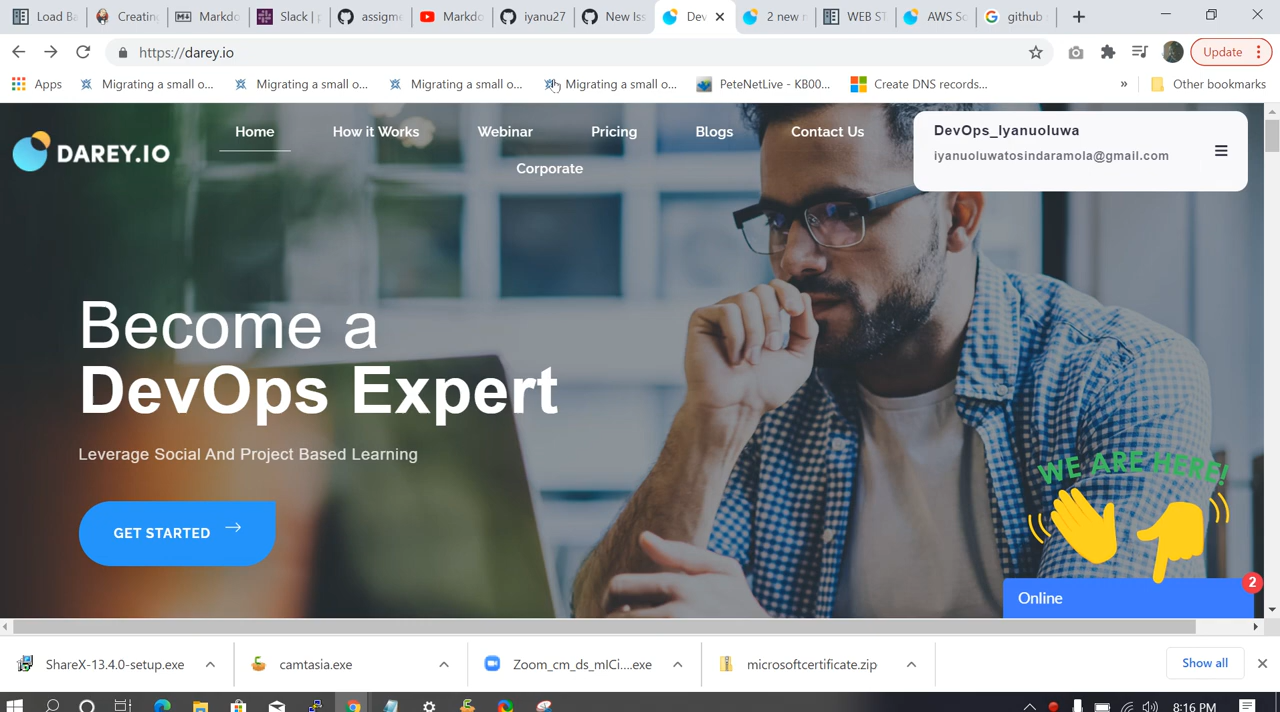 Load Ba
Creatin
Markdo
Slack | p
assigme
Markdo
iyanu27
New Iss
Dev
2 new n
WEB ST
AWS So
github
https://darey.io
Update
Apps
Migrating a small o...
Migrating a small o...
Migrating a small o...
Migrating a small o...
PeteNetLive - KB00...
Create DNS records...
»
Other bookmarks
DAREY.IO
Home
How it Works
Webinar
Pricing
Blogs
Contact Us
Corporate
DevOps_Iyanuoluwa
iyanuoluwatosindaramola@gmail.com
Become a
DevOps Expert
Leverage Social And Project Based Learning
GET STARTED
WE ARE HERE!
Online
2
ShareX-13.4.0-setup.exe
camtasia.exe
Zoom_cm_ds_mICi....exe
microsoftcertificate.zip
Show all
8:16 PM